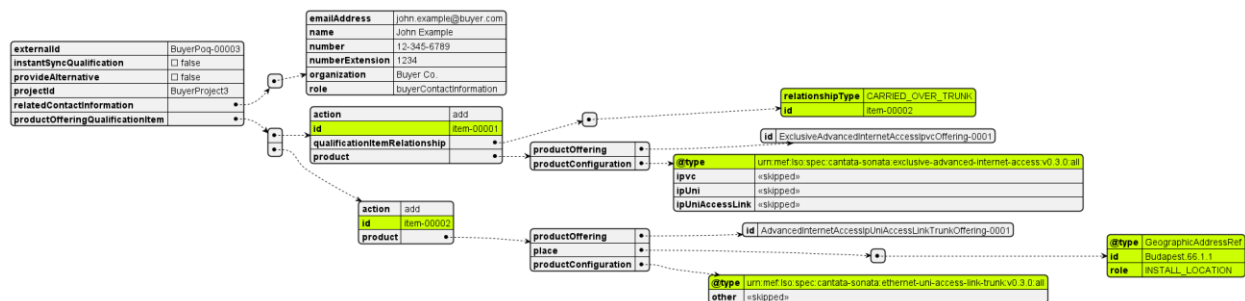 externalId BuyerPoq-00003
instantSyncQualification ☐ false
provideAlternative ☐ false
projectId BuyerProject3
relatedContactInformation
productOfferingQualificationItem
emailAddress john.example@buyer.com
name John Example
number 12-345-6789
numberExtension 1234
organization Buyer Co.
role buyerContactInformation
action add
id item-00001
qualificationItemRelationship
product
relationshipType CARRIED_OVER_TRUNK
id item-00002
productOffering
productConfiguration
id ExclusiveAdvancedInternetAccessIpvcOffering-0001
@type urn:mef:lso:spec:cantata-sonata:exclusive-advanced-internet-access:v0.3.0:all
ipvc «skipped»
ipUni «skipped»
ipUniAccessLink «skipped»
action add
id item-00002
product
productOffering
place
productConfiguration
id AdvancedInternetAccessIpUniAccessLinkTrunkOffering-0001
@type GeographicAddressRef
id Budapest.66.1.1
role INSTALL_LOCATION
@type urn:mef:lso:spec:cantata-sonata:ethernet-uni-access-link-trunk:v0.3.0:all
other «skipped»